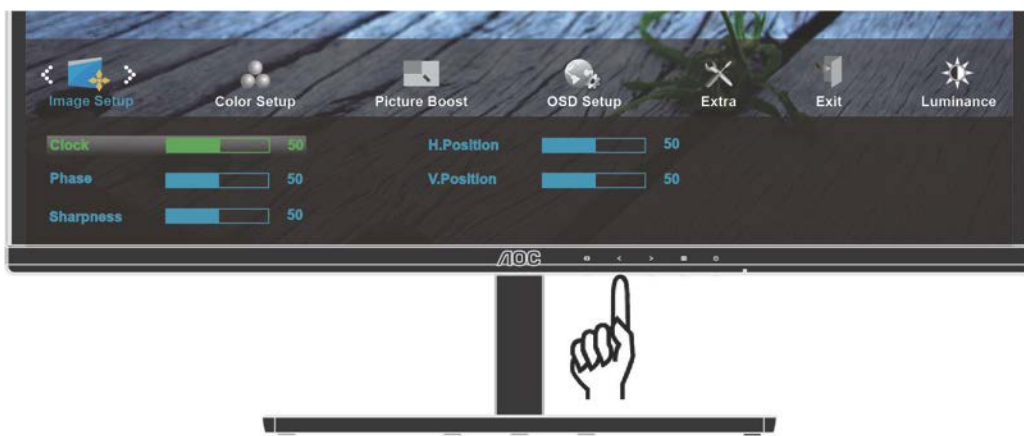 Image Setup
Color Setup
Picture Boost
OSD Setup
Extra
Exit
Luminance
Clock 50
H.Position 50
Phase 50
V.Position 50
Sharpness 50
AOC